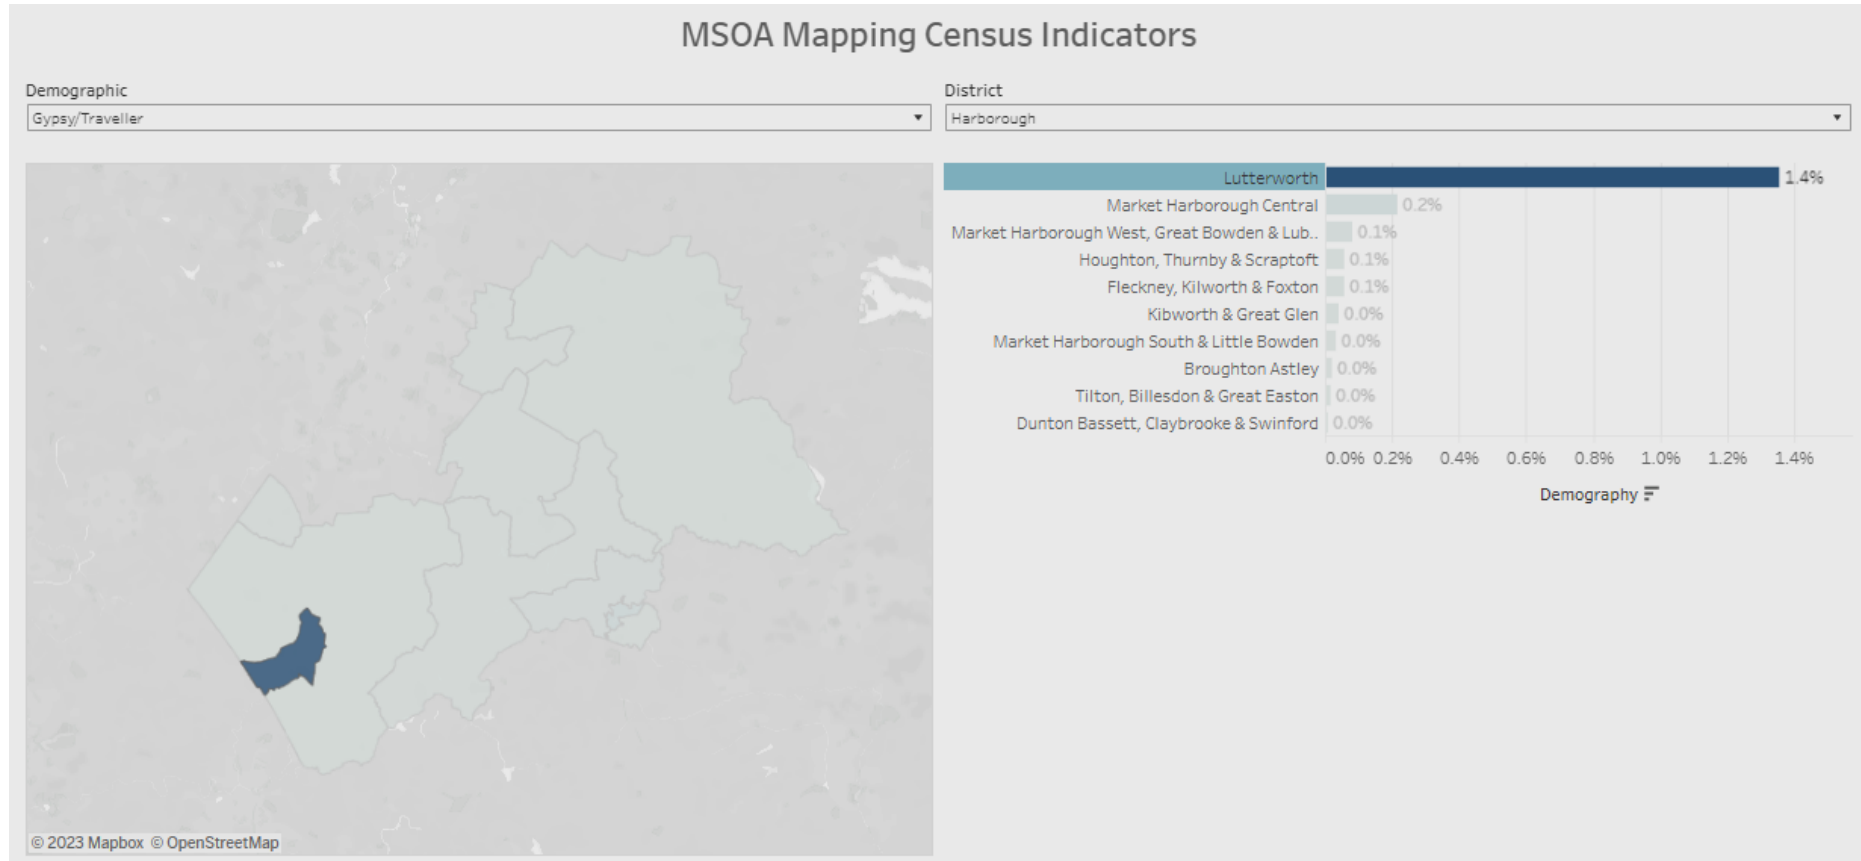 MSOA Mapping Census Indicators
Demographic
Gypsy/Traveller
District
Harborough
Lutterworth 1.4%
Market Harborough Central 0.2%
Market Harborough West, Great Bowden & Lub.. 0.1%
Houghton, Thurnby & Scraptoft 0.1%
Fleckney, Kilworth & Foxton 0.1%
Kibworth & Great Glen 0.0%
Market Harborough South & Little Bowden 0.0%
Broughton Astley 0.0%
Tilton, Billesdon & Great Easton 0.0%
Dunton Bassett, Claybrooke & Swinford 0.0%
0.0% 0.2% 0.4% 0.6% 0.8% 1.0% 1.2% 1.4%
Demography
© 2023 Mapbox © OpenStreetMap